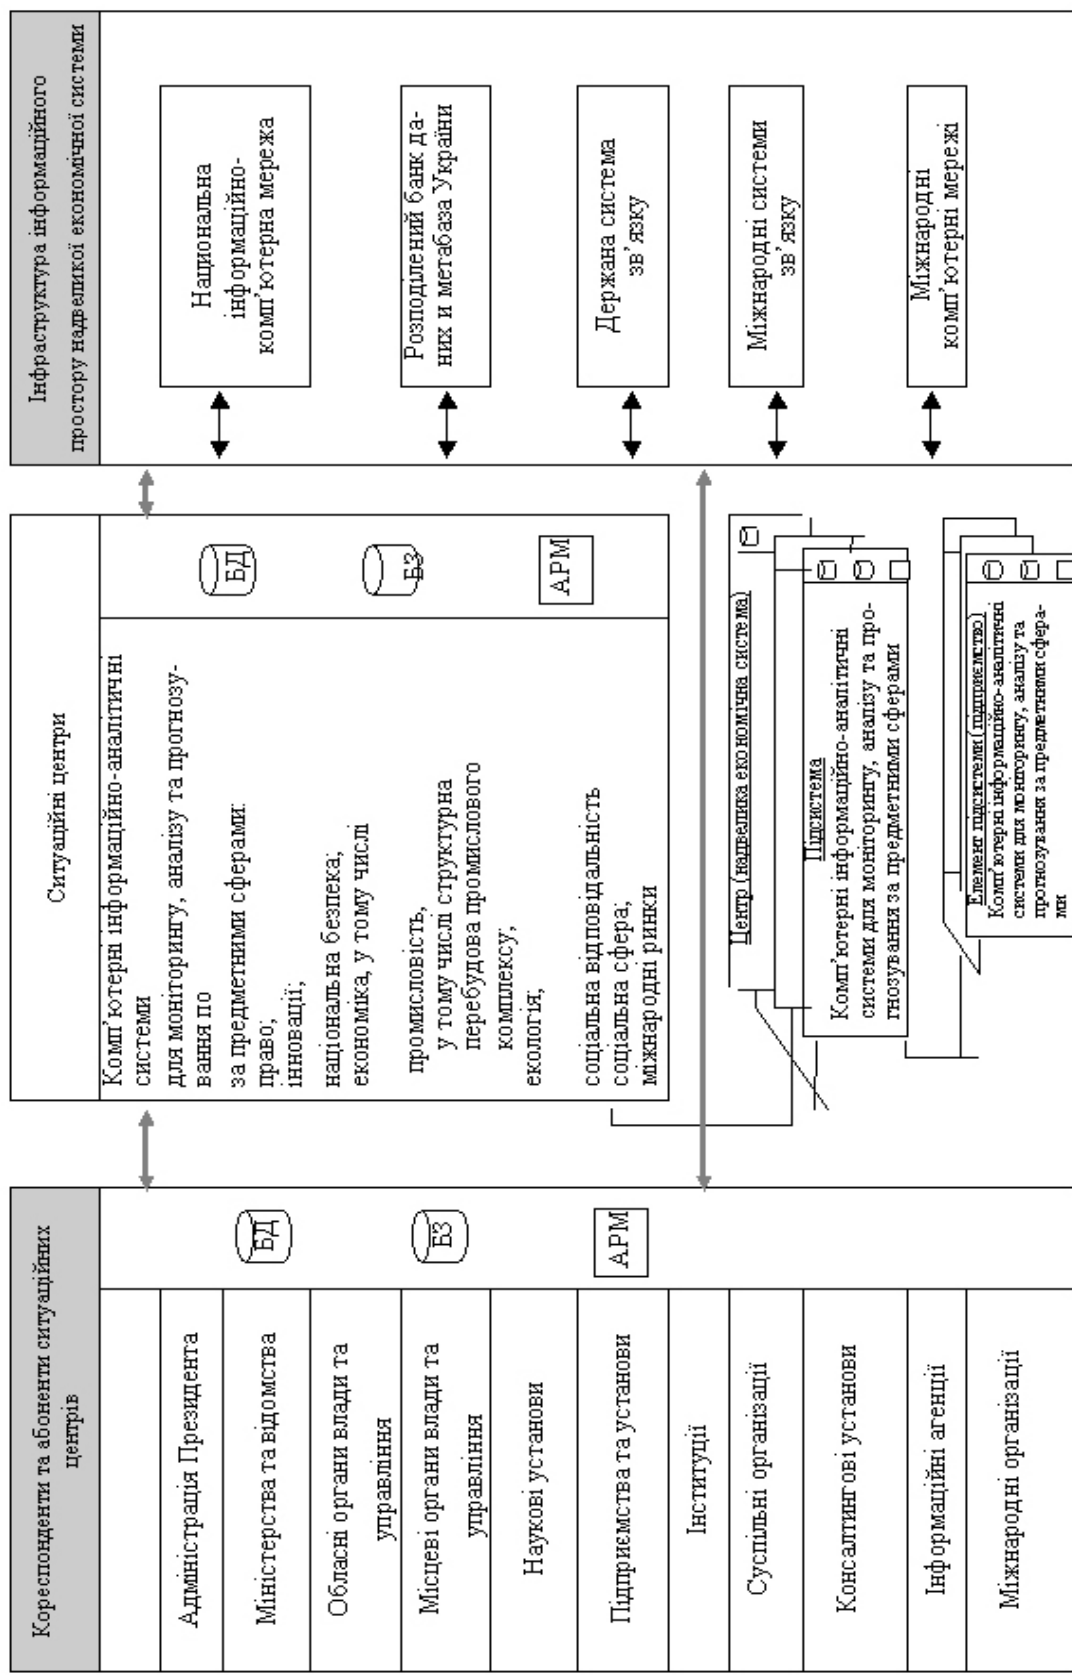 Кореспонденти та абоненти ситуаційних
центрів
Адміністрація Президента
Міністерства та відомства
Обласні органи влади та
управління
Місцеві органи влади та
управління
Наукові установи
Підприємства та установи
Інституції
Суспільні організації
Консалтингові установи
Інформаційні агенції
Міжнародні організації
БД
БЗ
АРМ
Ситуаційні центри
Комп'ютерні інформаційно-аналітичні
системи
для моніторингу, аналізу та прогнозу-
вання по
за предметними сферами:
право;
інновації;
національна безпека;
економіка, у тому числі
промисловість,
у тому числі структурна
перебудова промислового
комплексу;
екологія;
соціальна відповідальність
соціальна сфера;
міжнародні ринки
БД
БЗ
АРМ
Центр (надвелика економічна система)
Підсистема
Комп'ютерні інформаційно-аналітичні
системи для моніторингу, аналізу та про-
гнозування за предметними сферами
Елемент підсистеми (підприємство)
Комп'ютерні інформаційно-аналітичні
системи для моніторингу, аналізу та
прогнозування за предметними сфера-
ми
Інфраструктура інформаційного
простору надвеликої економічної системи
Національна
інформаційно-
комп'ютерна мережа
Розподілений банк да-
них и метабаза України
Держана система
зв'язку
Міжнародні системи
зв'язку
Міжнародні
комп'ютерні мережі